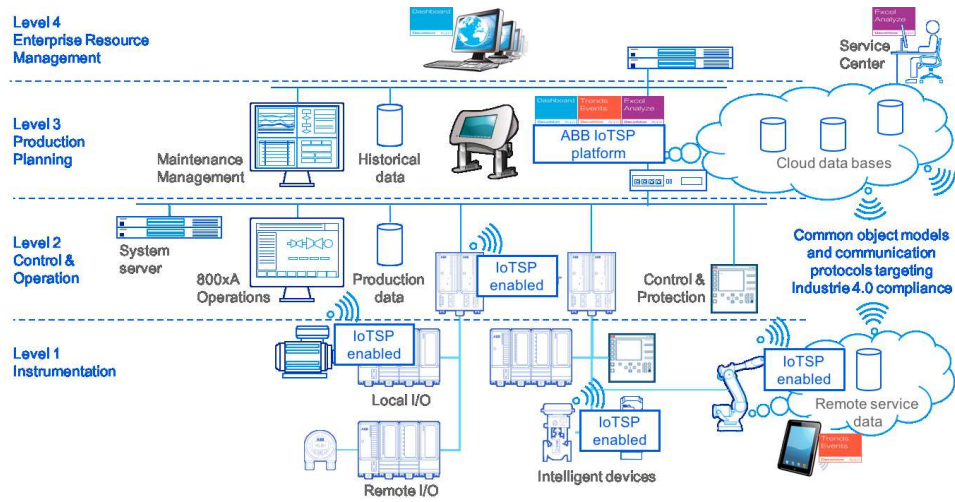 Level 4
Enterprise Resource
Management
Dashboard
Excel
Analyze
Service
Center
Level 3
Production
Planning
Maintenance
Management
Historical
data
Dashboard
Trends
Events
Excel
Analyze
ABB IoTSP
platform
Cloud data bases
Level 2
Control &
Operation
System
server
800xA
Operations
Production
data
IoTSP
enabled
Control &
Protection
Common object models
and communication
protocols targeting
Industrie 4.0 compliance
Level 1
Instrumentation
IoTSP
enabled
Local I/O
Remote I/O
IoTSP
enabled
Intelligent devices
IoTSP
enabled
Remote service
data
Trends
Events